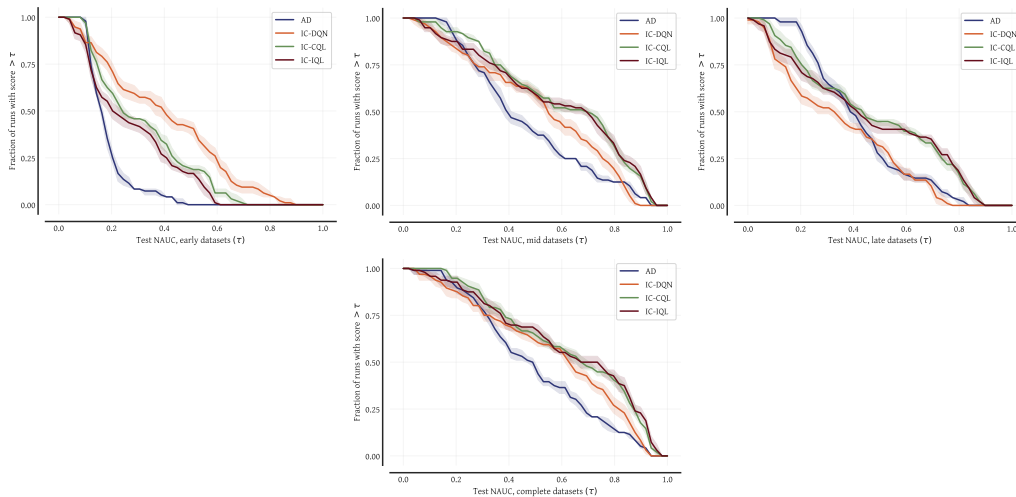 Fraction of runs with score > τ
1.00
0.75
0.50
0.25
0.00
0.0 0.2 0.4 0.6 0.8 1.0
Test NAUC, early datasets (τ)
AD
IC-DQN
IC-CQL
IC-IQL
Fraction of runs with score > τ
1.00
0.75
0.50
0.25
0.00
0.0 0.2 0.4 0.6 0.8 1.0
Test NAUC, mid datasets (τ)
AD
IC-DQN
IC-CQL
IC-IQL
Fraction of runs with score > τ
1.00
0.75
0.50
0.25
0.00
0.0 0.2 0.4 0.6 0.8 1.0
Test NAUC, late datasets (τ)
AD
IC-DQN
IC-CQL
IC-IQL
Fraction of runs with score > τ
1.00
0.75
0.50
0.25
0.00
0.0 0.2 0.4 0.6 0.8 1.0
Test NAUC, complete datasets (τ)
AD
IC-DQN
IC-CQL
IC-IQL